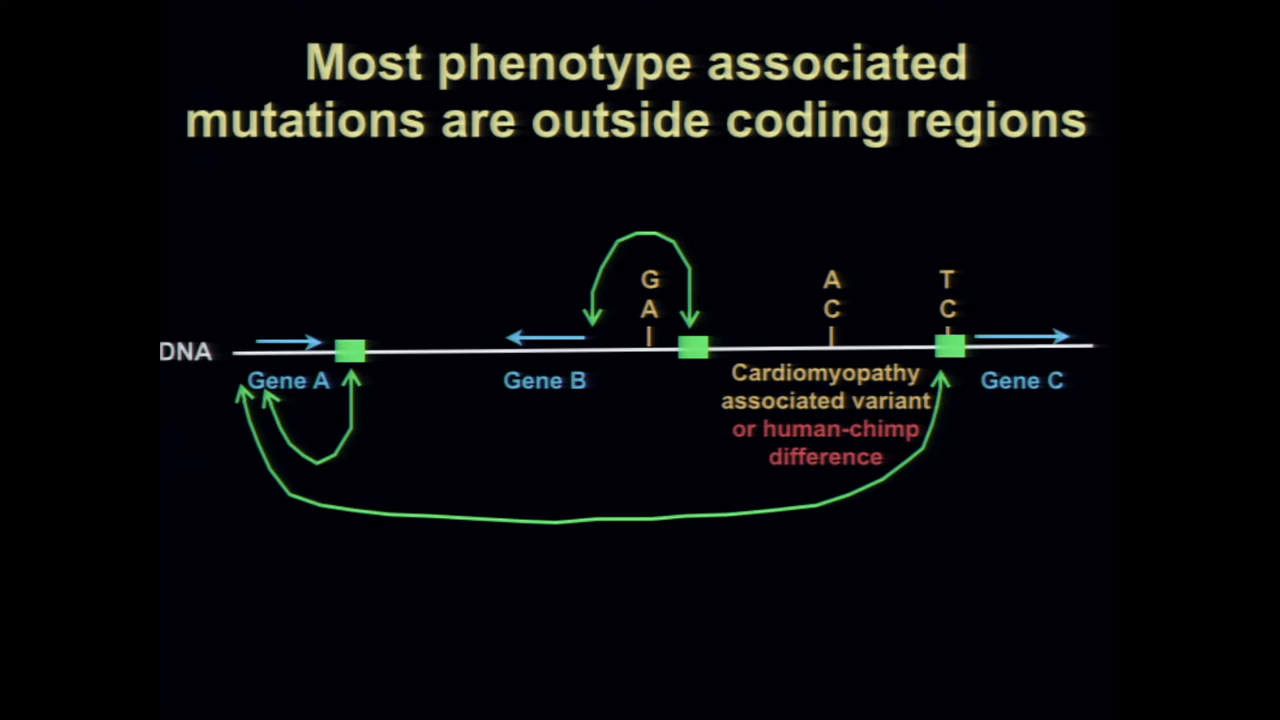 Most phenotype associated
mutations are outside coding regions
G
A
A
C
T
C
DNA
Gene A
Gene B
Cardiomyopathy
associated variant
or human-chimp
difference
Gene C